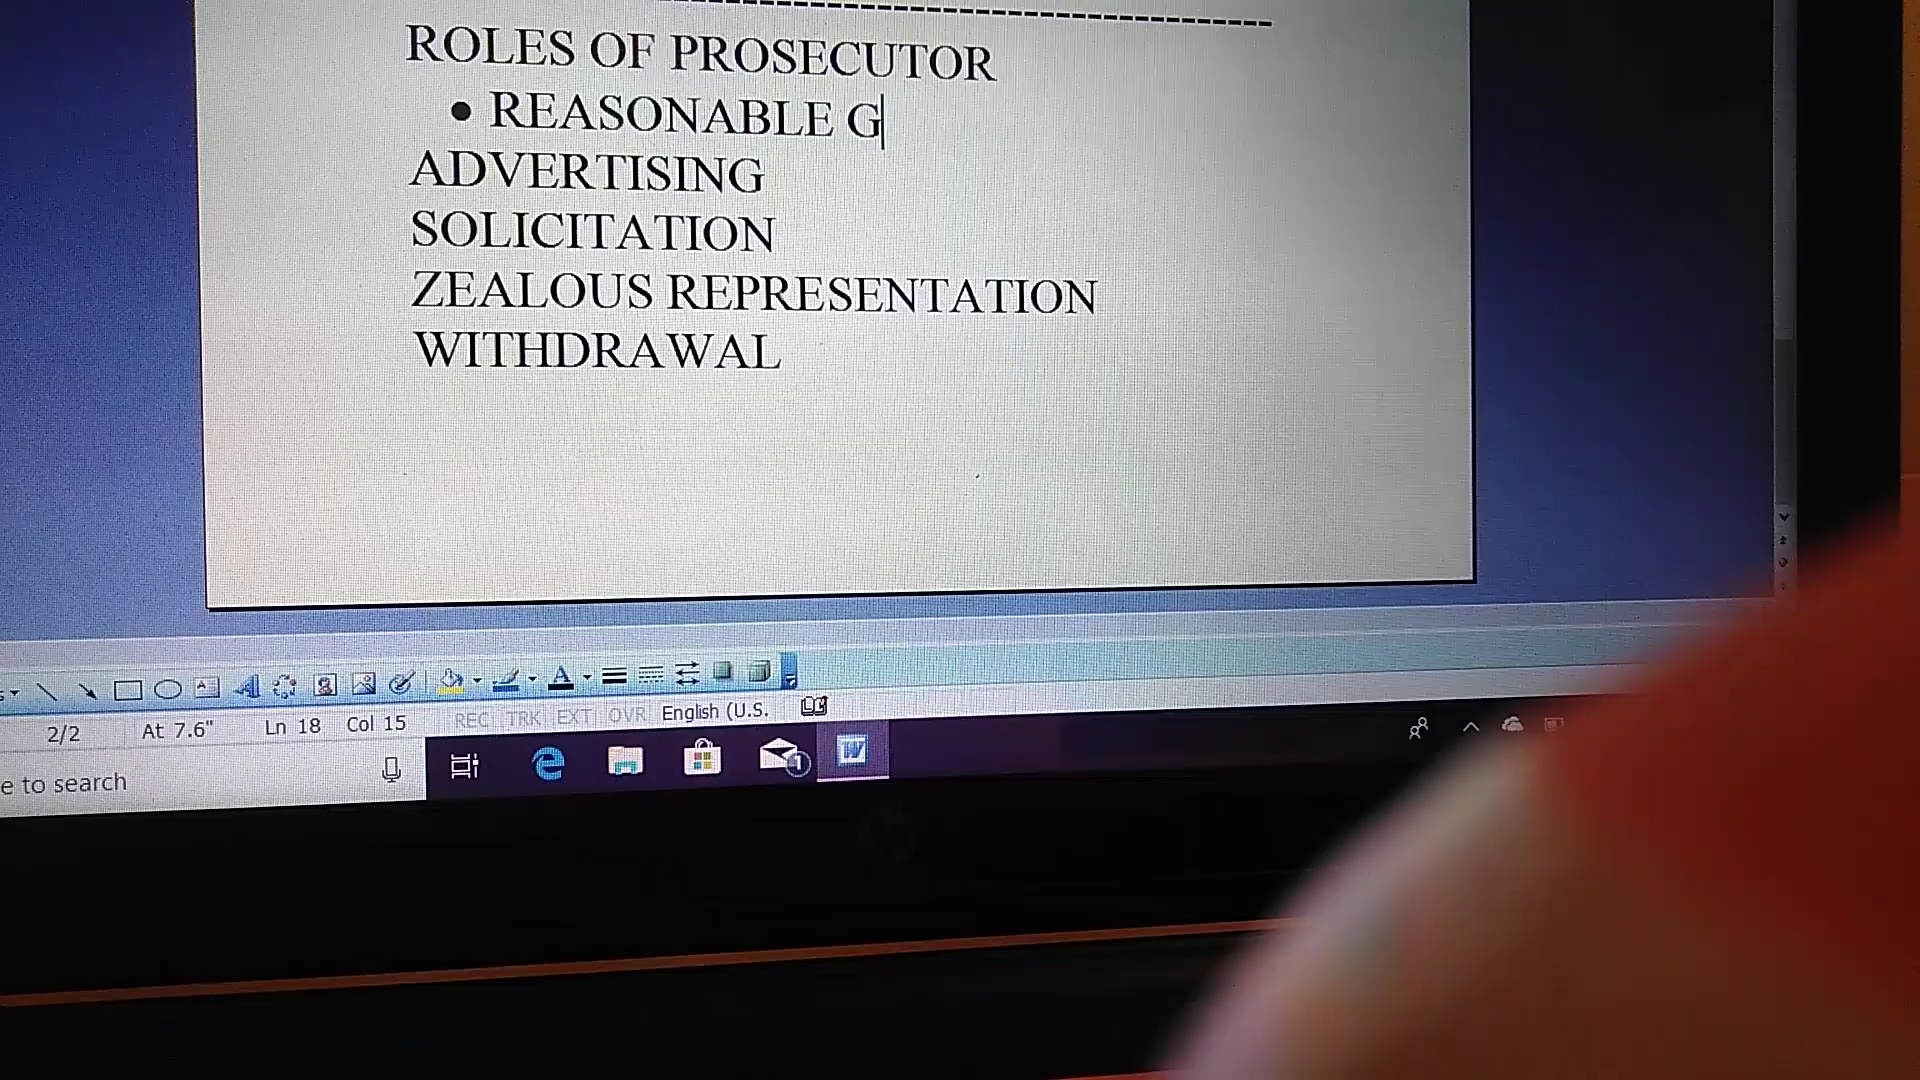 ROLES OF PROSECUTOR
• REASONABLE G
ADVERTISING
SOLICITATION
ZEALOUS REPRESENTATION
WITHDRAWAL
2/2 At 7.6" Ln 18 Col 15 REC TRK EXT OVR English (U.S.
e to search